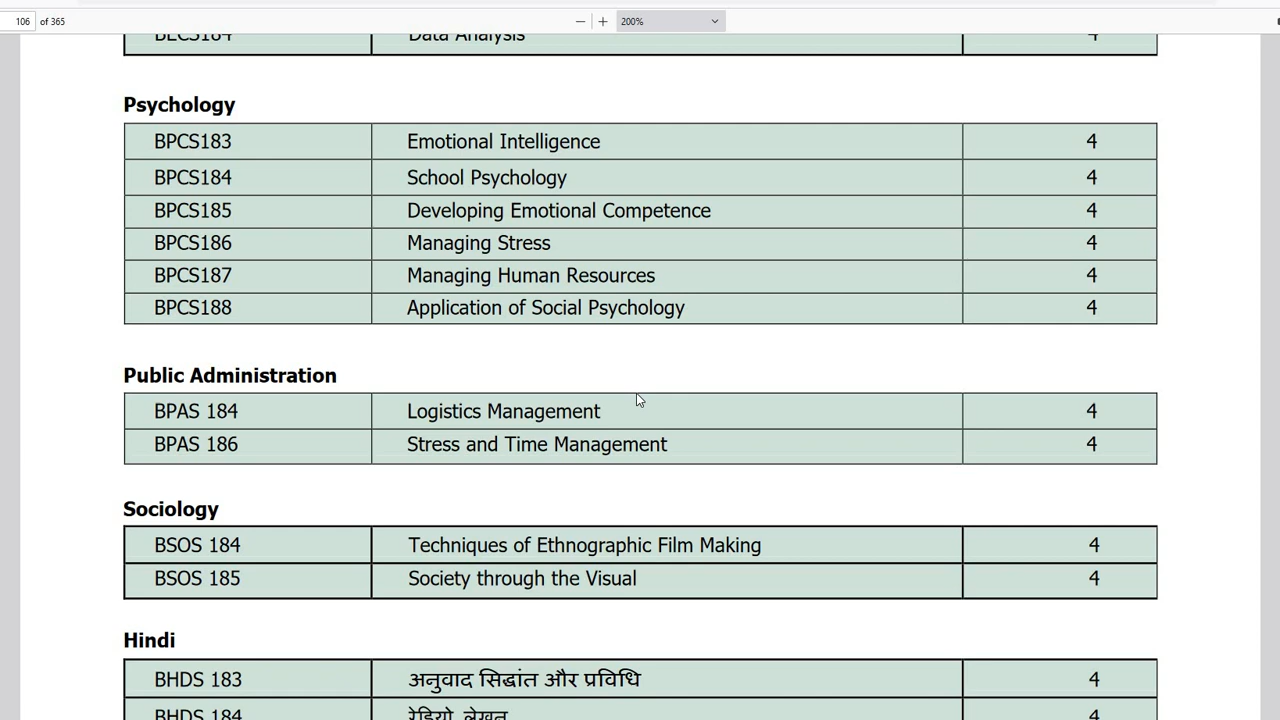 106 of 365 200%
BECS184 Data Analysis 4
Psychology
BPCS183 Emotional Intelligence 4
BPCS184 School Psychology 4
BPCS185 Developing Emotional Competence 4
BPCS186 Managing Stress 4
BPCS187 Managing Human Resources 4
BPCS188 Application of Social Psychology 4
Public Administration
BPAS 184 Logistics Management 4
BPAS 186 Stress and Time Management 4
Sociology
BSOS 184 Techniques of Ethnographic Film Making 4
BSOS 185 Society through the Visual 4
Hindi
BHDS 183 अनुवाद सिद्धांत और प्रविधि 4
BHDS 184 रेडियो लेखन 4